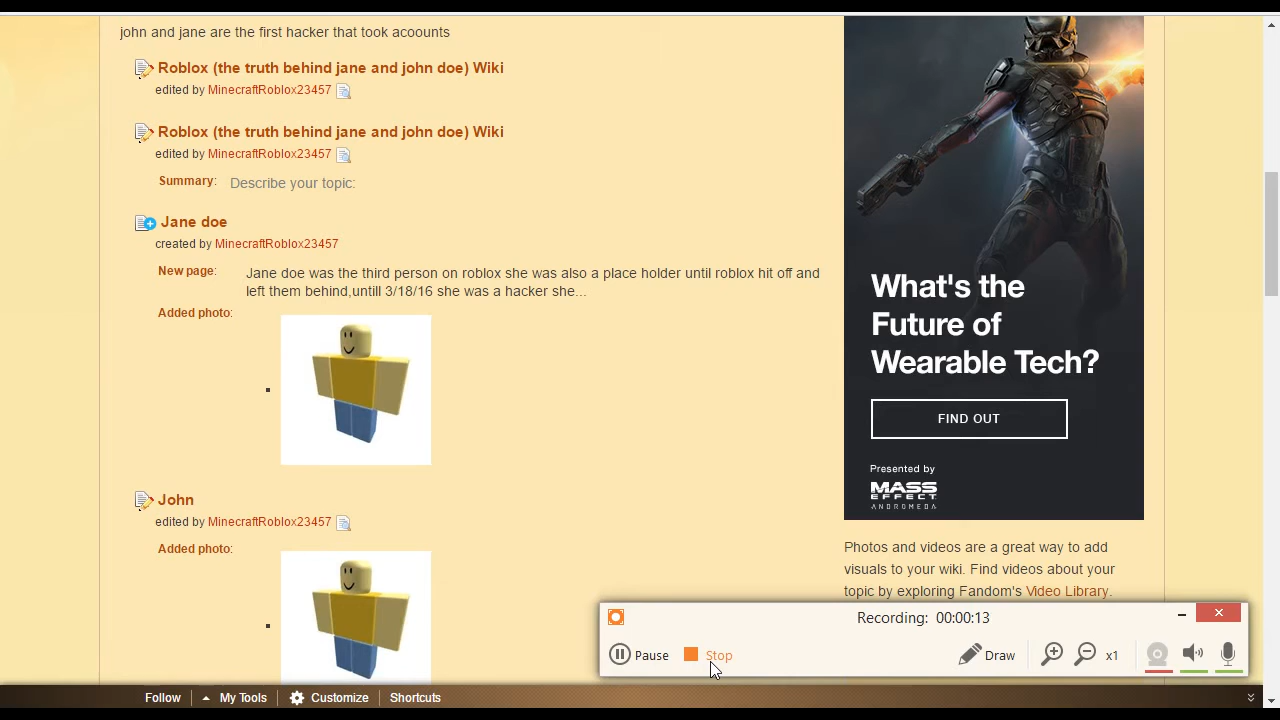 john and jane are the first hacker that took acoounts
Roblox (the truth behind jane and john doe) Wiki
edited by MinecraftRoblox23457
Roblox (the truth behind jane and john doe) Wiki
edited by MinecraftRoblox23457
Summary: Describe your topic:
Jane doe
created by MinecraftRoblox23457
New page: Jane doe was the third person on roblox she was also a place holder until roblox hit off and
left them behind,untill 3/18/16 she was a hacker she...
Added photo:
John
edited by MinecraftRoblox23457
Added photo:
What's the
Future of
Wearable Tech?
FIND OUT
Presented by
MASS
EFFECT
ANDROMEDA
Photos and videos are a great way to add
visuals to your wiki. Find videos about your
topic by exploring Fandom's Video Library.
Recording: 00:00:13
Pause Stop Draw x1
Follow My Tools Customize Shortcuts